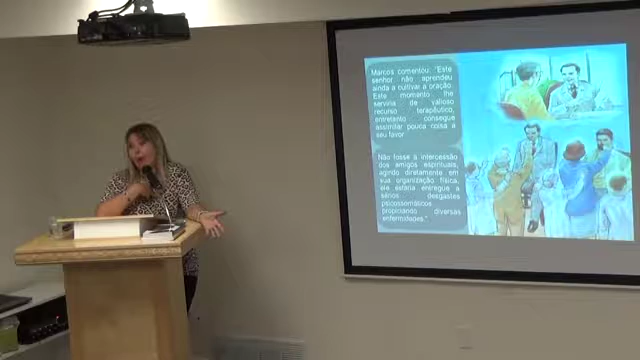 Marcos comentou: "Este
senhor não aprendeu
ainda a cultivar a oração.
Este momento lhe
serviria de valioso
recurso terapêutico,
entretanto consegue
assimilar pouca coisa a
seu favor.
Não fosse a intercessão
dos amigos espirituais,
agindo diretamente em
sua organização física,
ele estaria entregue a
sérios desgastes
psicossomáticos
propiciando diversas
enfermidades."